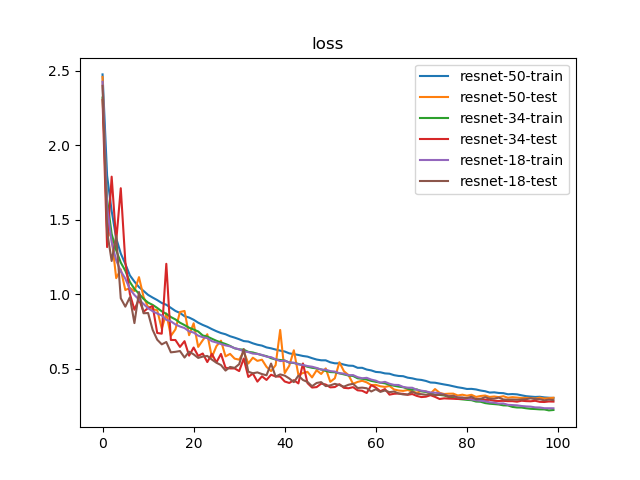 loss
2.5
2.0
1.5
1.0
0.5
0
20
40
60
80
100
resnet-50-train
resnet-50-test
resnet-34-train
resnet-34-test
resnet-18-train
resnet-18-test